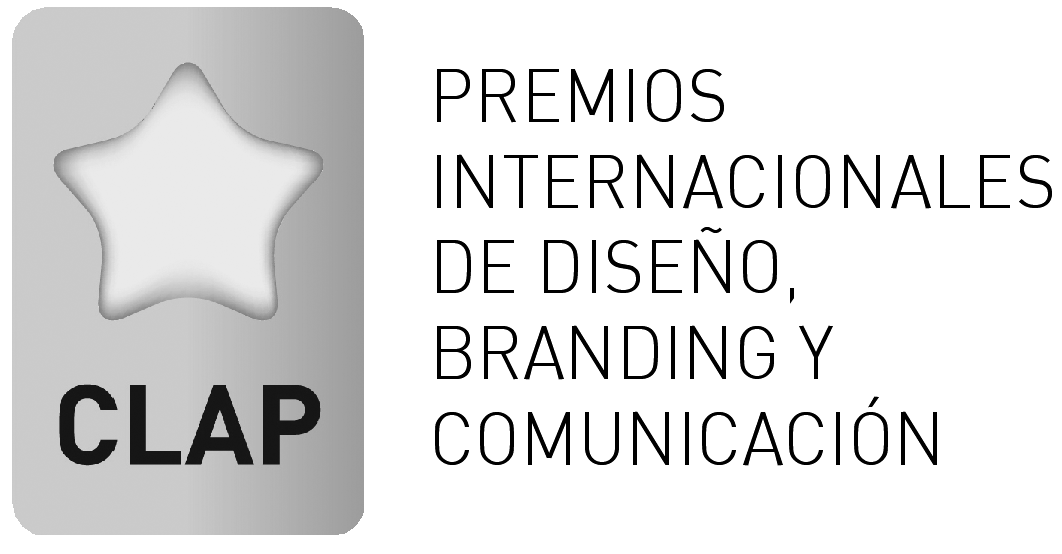 CLAP
PREMIOS
INTERNACIONALES
DE DISEÑO,
BRANDING Y
COMUNICACIÓN